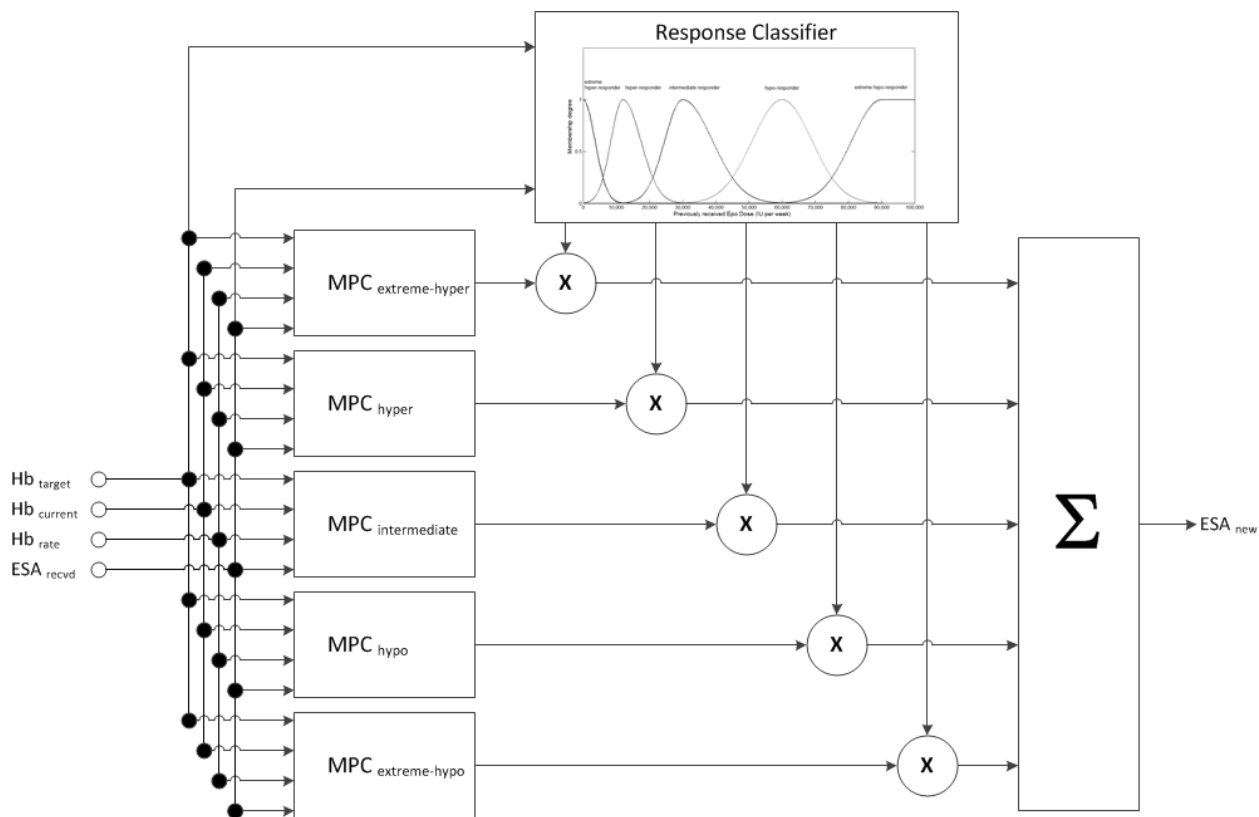 Response Classifier
extreme
hyper-responder
hyper-responder
intermediate responder
hypo-responder
extreme hypo-responder
Membership degree
1
0.5
0
0
10,000
20,000
30,000
40,000
50,000
60,000
70,000
80,000
90,000
100,000
Previously received Epo Dose (IU per week)
MPC extreme-hyper
X
MPC hyper
X
Hb target
Hb current
Hb rate
ESA recvd
MPC intermediate
X
Σ
ESA new
MPC hypo
X
MPC extreme-hypo
X